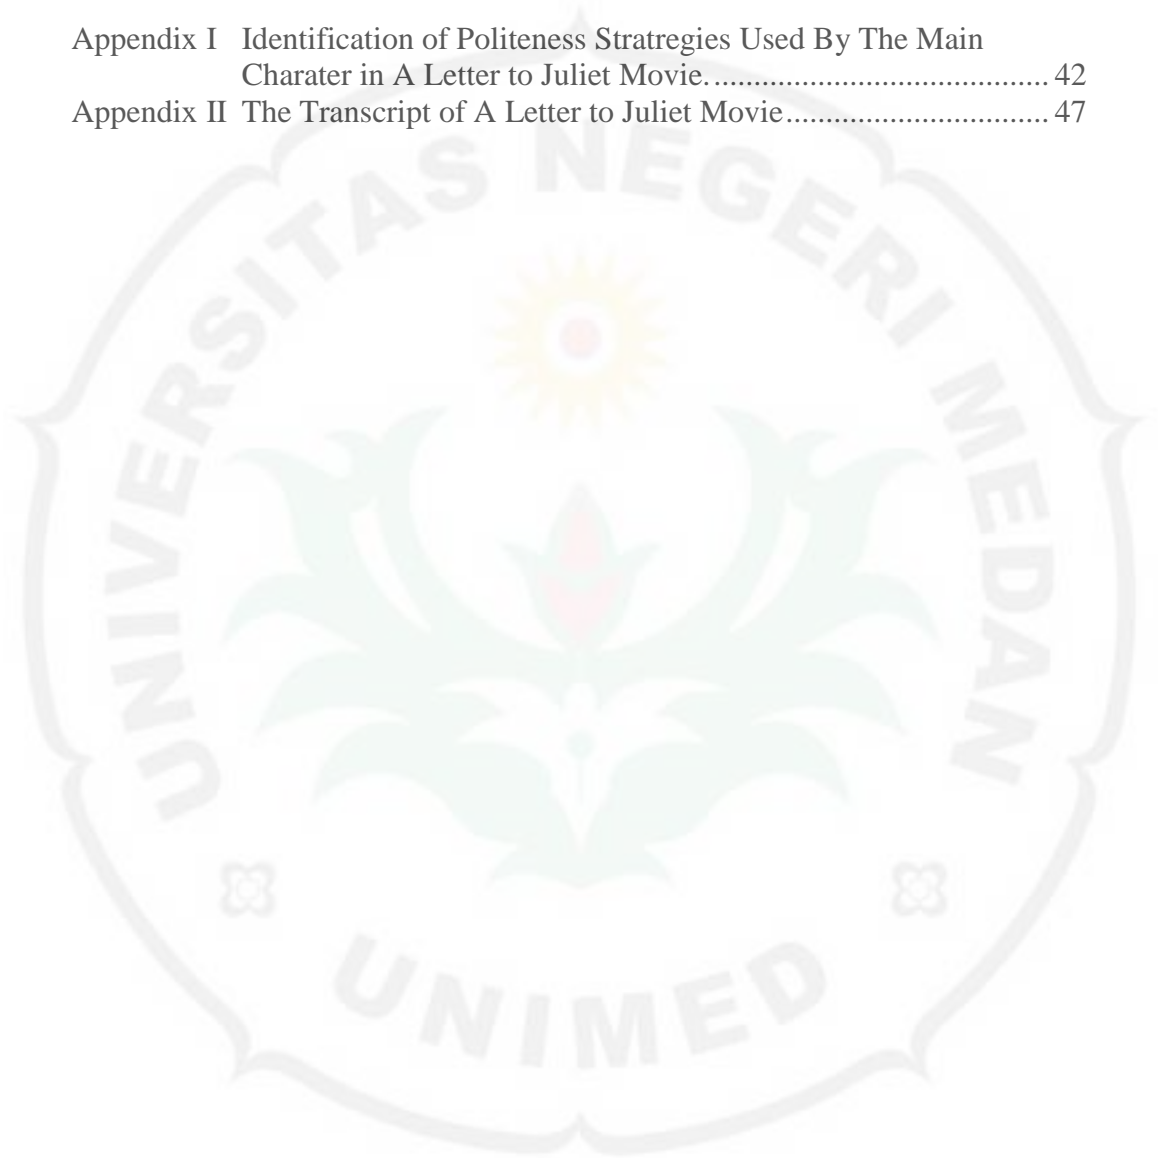 Appendix I Identification of Politeness Stratregies Used By The Main
Charater in A Letter to Juliet Movie...................................... 42
Appendix II The Transcript of A Letter to Juliet Movie.............................. 47
UNIVERSITAS NEGERI MEDAN
UNIMED